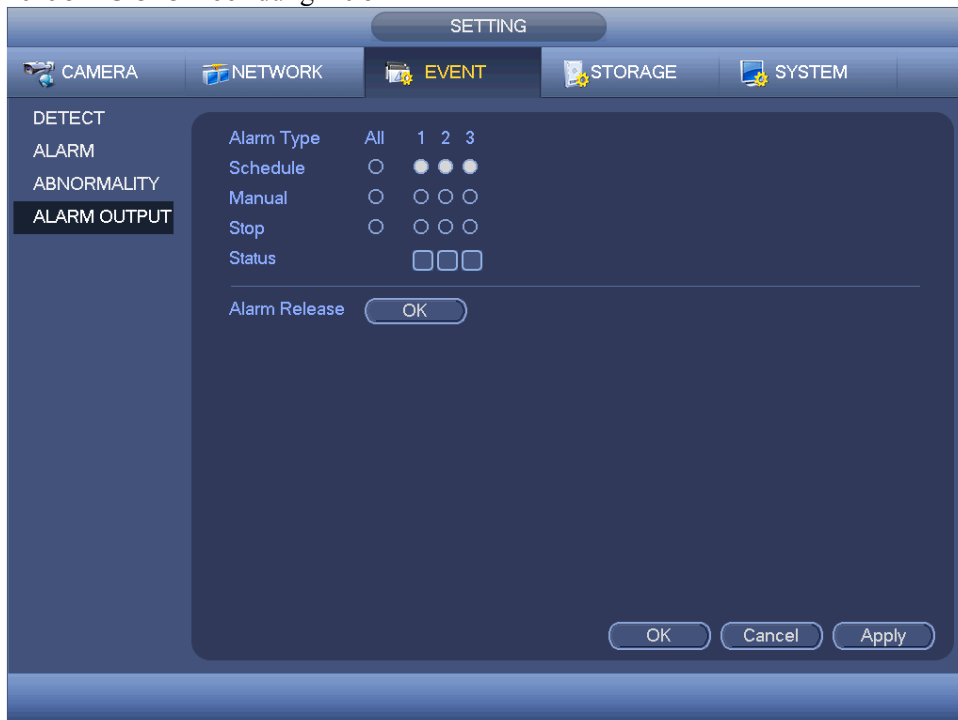 SETTING
CAMERA NETWORK EVENT STORAGE SYSTEM
DETECT
ALARM
ABNORMALITY
ALARM OUTPUT
Alarm Type All 1 2 3
Schedule
Manual
Stop
Status
Alarm Release OK
OK Cancel Apply